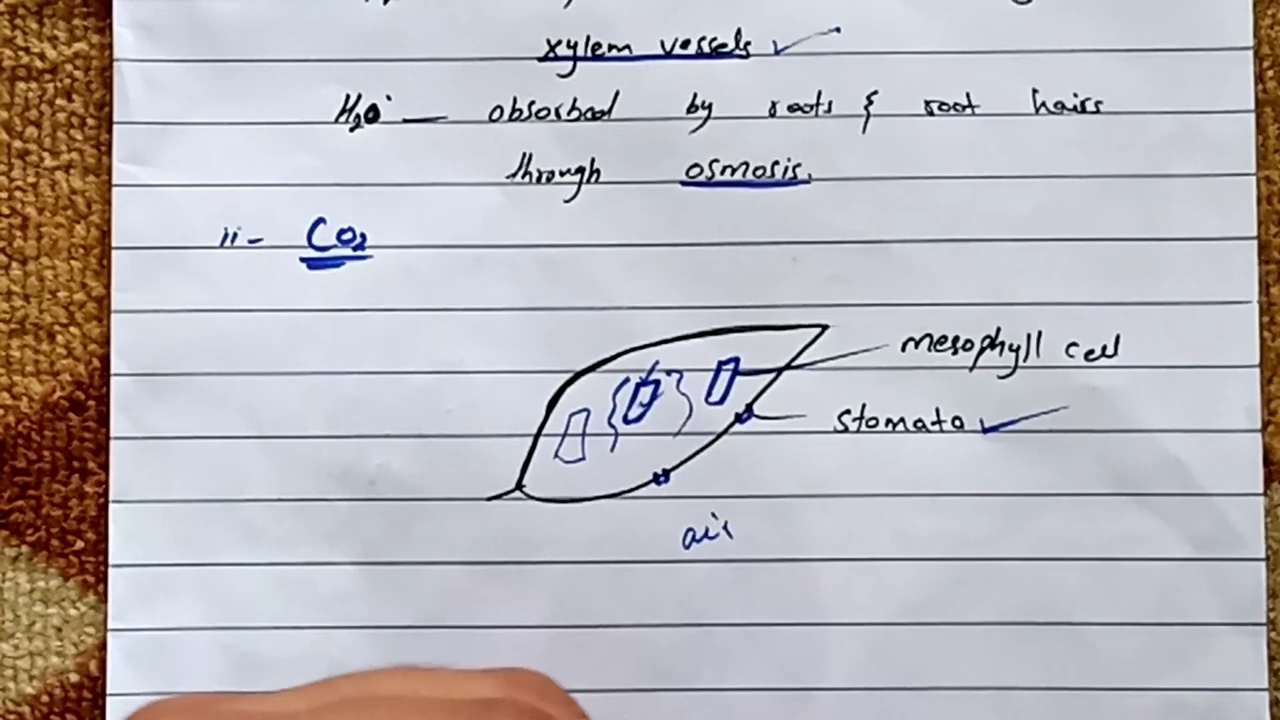 xylem vessels ✓
H₂O — absorbed by roots & root hairs
through osmosis.
ii- CO₂
mesophyll cell
stomata ✓
air